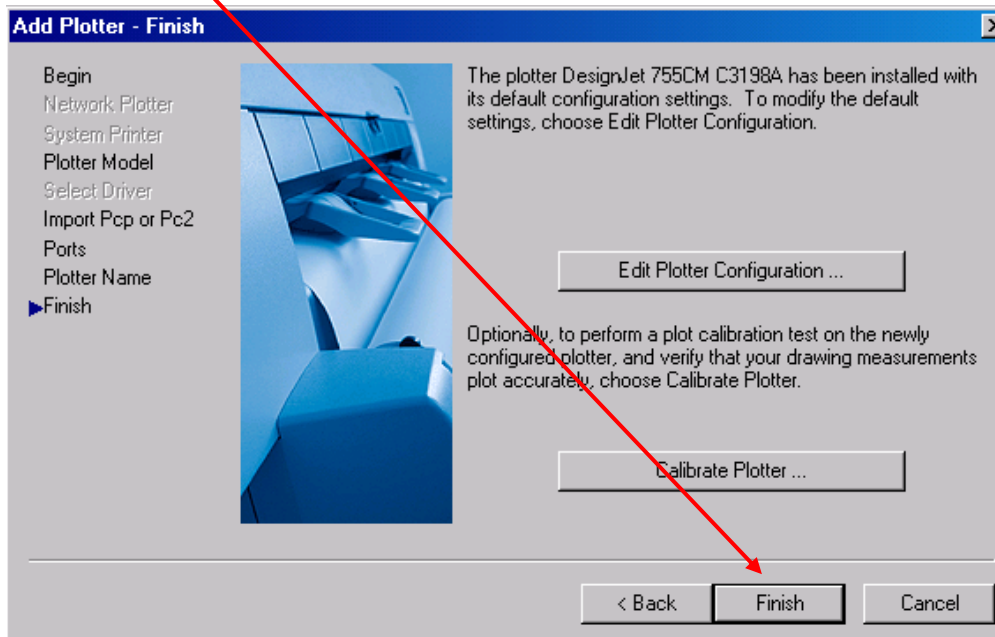 Add Plotter - Finish
Begin
Network Plotter
System Printer
Plotter Model
Select Driver
Import Pcp or Pc2
Ports
Plotter Name
Finish
The plotter DesignJet 755CM C3198A has been installed with
its default configuration settings. To modify the default
settings, choose Edit Plotter Configuration.
Edit Plotter Configuration ...
Optionally, to perform a plot calibration test on the newly
configured plotter, and verify that your drawing measurements
plot accurately, choose Calibrate Plotter.
Calibrate Plotter ...
< Back
Finish
Cancel